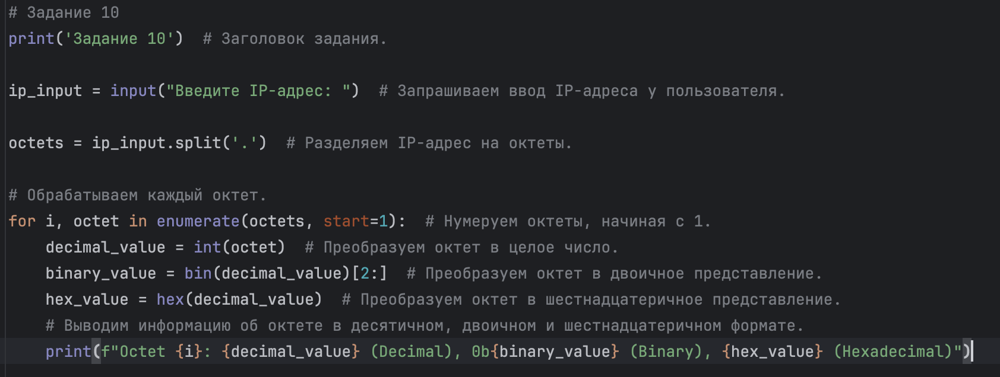 # Задание 10
print('Задание 10')  # Заголовок задания.
ip_input = input("Введите IP-адрес: ")  # Запрашиваем ввод IP-адреса у пользователя.
octets = ip_input.split('.')  # Разделяем IP-адрес на октеты.
# Обрабатываем каждый октет.
for i, octet in enumerate(octets, start=1):  # Нумеруем октеты, начиная с 1.
    decimal_value = int(octet)  # Преобразуем октет в целое число.
    binary_value = bin(decimal_value)[2:]  # Преобразуем октет в двоичное представление.
    hex_value = hex(decimal_value)  # Преобразуем октет в шестнадцатеричное представление.
    # Выводим информацию об октете в десятичном, двоичном и шестнадцатеричном формате.
    print(f"Octet {i}: {decimal_value} (Decimal), 0b{binary_value} (Binary), {hex_value} (Hexadecimal)")